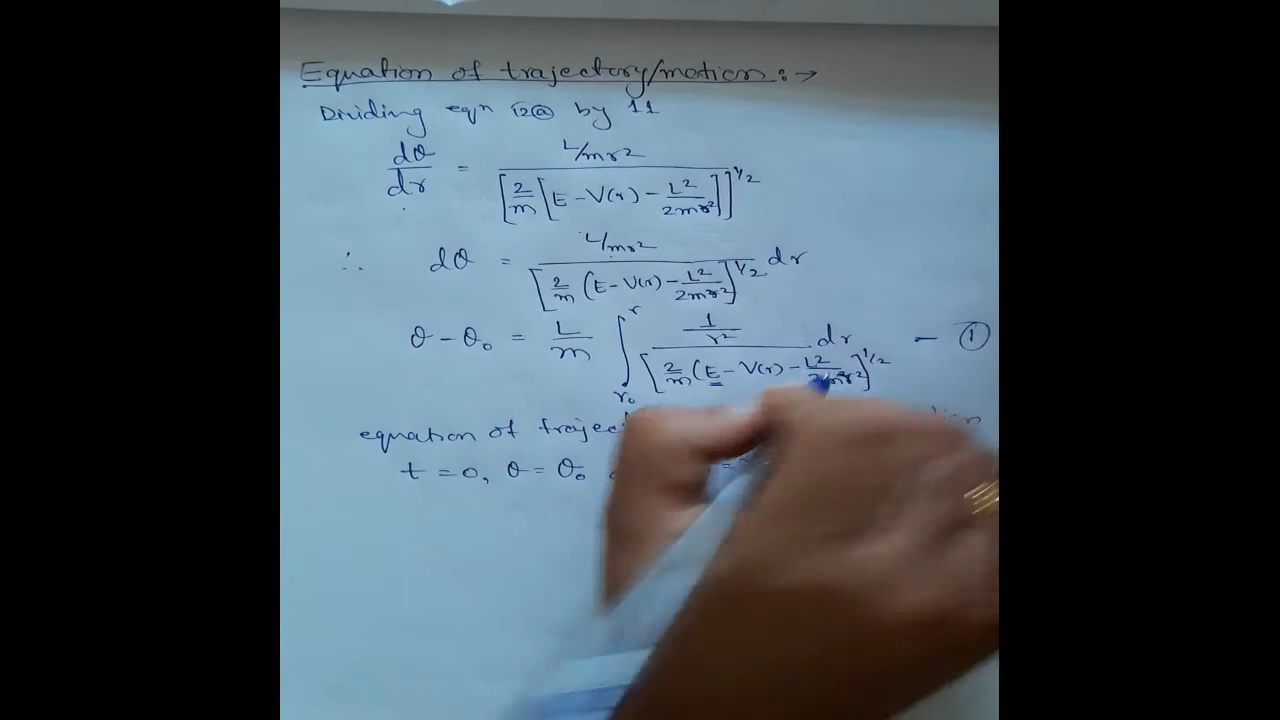 Equation of trajectory/motion :→
Dividing eqn 12ⓐ by 11
dθ/dr = L/mr² / [2/m [E - V(r) - L²/2mr²]]^1/2
∴ dθ = L/mr² / [2/m (E - V(r) - L²/2mr²]^1/2 dr
θ - θ₀ = L/m ∫_{r₀}^{r} 1/r² / [2/m (E - V(r) - L²/2mr²]^1/2 dr — ①
equation of
t = 0, θ = θ₀